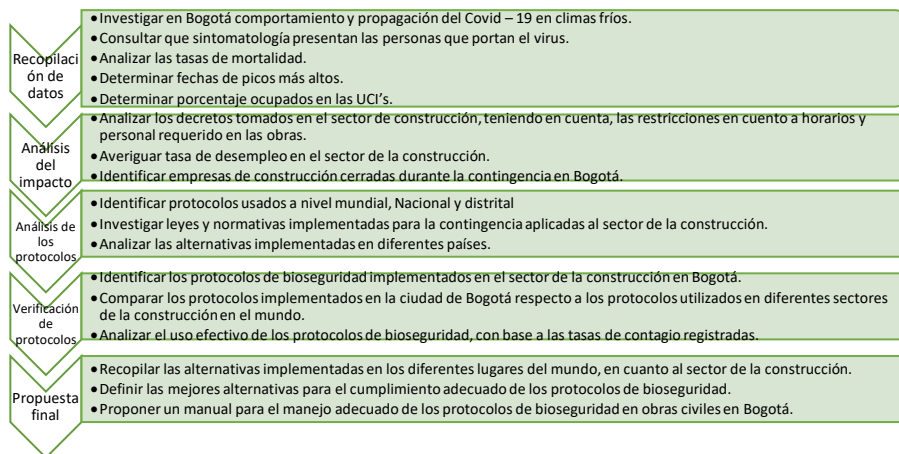 Recopilaci
ón de
datos
• Investigar en Bogotá comportamiento y propagación del Covid – 19 en climas fríos.
• Consultar que sintomatología presentan las personas que portan el virus.
• Analizar las tasas de mortalidad.
• Determinar fechas de picos más altos.
• Determinar porcentaje ocupados en las UCI's.
Análisis
del
impacto
• Analizar los decretos tomados en el sector de construcción, teniendo en cuenta, las restricciones en cuento a horarios y
personal requerido en las obras.
• Averiguar tasa de desempleo en el sector de la construcción.
• Identificar empresas de construcción cerradas durante la contingencia en Bogotá.
Análisis de
los
protocolos
• Identificar protocolos usados a nivel mundial, Nacional y distrital
• Investigar leyes y normativas implementadas para la contingencia aplicadas al sector de la construcción.
• Analizar las alternativas implementadas en diferentes países.
Verificación
de
protocolos
• Identificar los protocolos de bioseguridad implementados en el sector de la construcción en Bogotá.
• Comparar los protocolos implementados en la ciudad de Bogotá respecto a los protocolos utilizados en diferentes sectores
de la construcción en el mundo.
• Analizar el uso efectivo de los protocolos de bioseguridad, con base a las tasas de contagio registradas.
Propuesta
final
• Recopilar las alternativas implementadas en los diferentes lugares del mundo, en cuanto al sector de la construcción.
• Definir las mejores alternativas para el cumplimiento adecuado de los protocolos de bioseguridad.
• Proponer un manual para el manejo adecuado de los protocolos de bioseguridad en obras civiles en Bogotá.